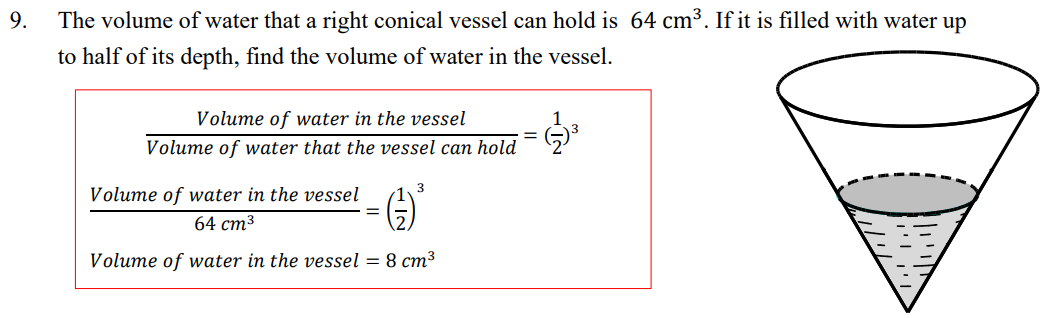 9. The volume of water that a right conical vessel can hold is 64 cm³. If it is filled with water up
to half of its depth, find the volume of water in the vessel.
Volume of water in the vessel / Volume of water that the vessel can hold = (1/2)³
Volume of water in the vessel / 64 cm³ = (1/2)³
Volume of water in the vessel = 8 cm³